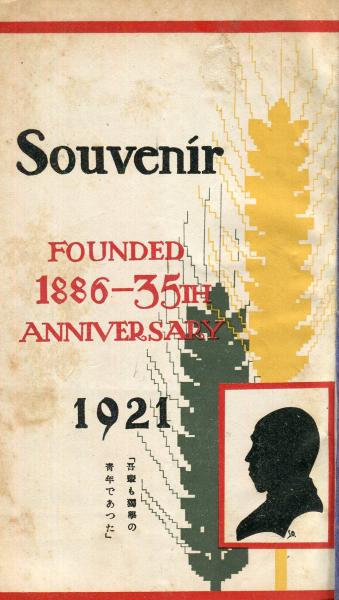 Souvenir
FOUNDED
1886-35TH
ANNIVERSARY
1921
「吾輩も獨學の
青年であつた」